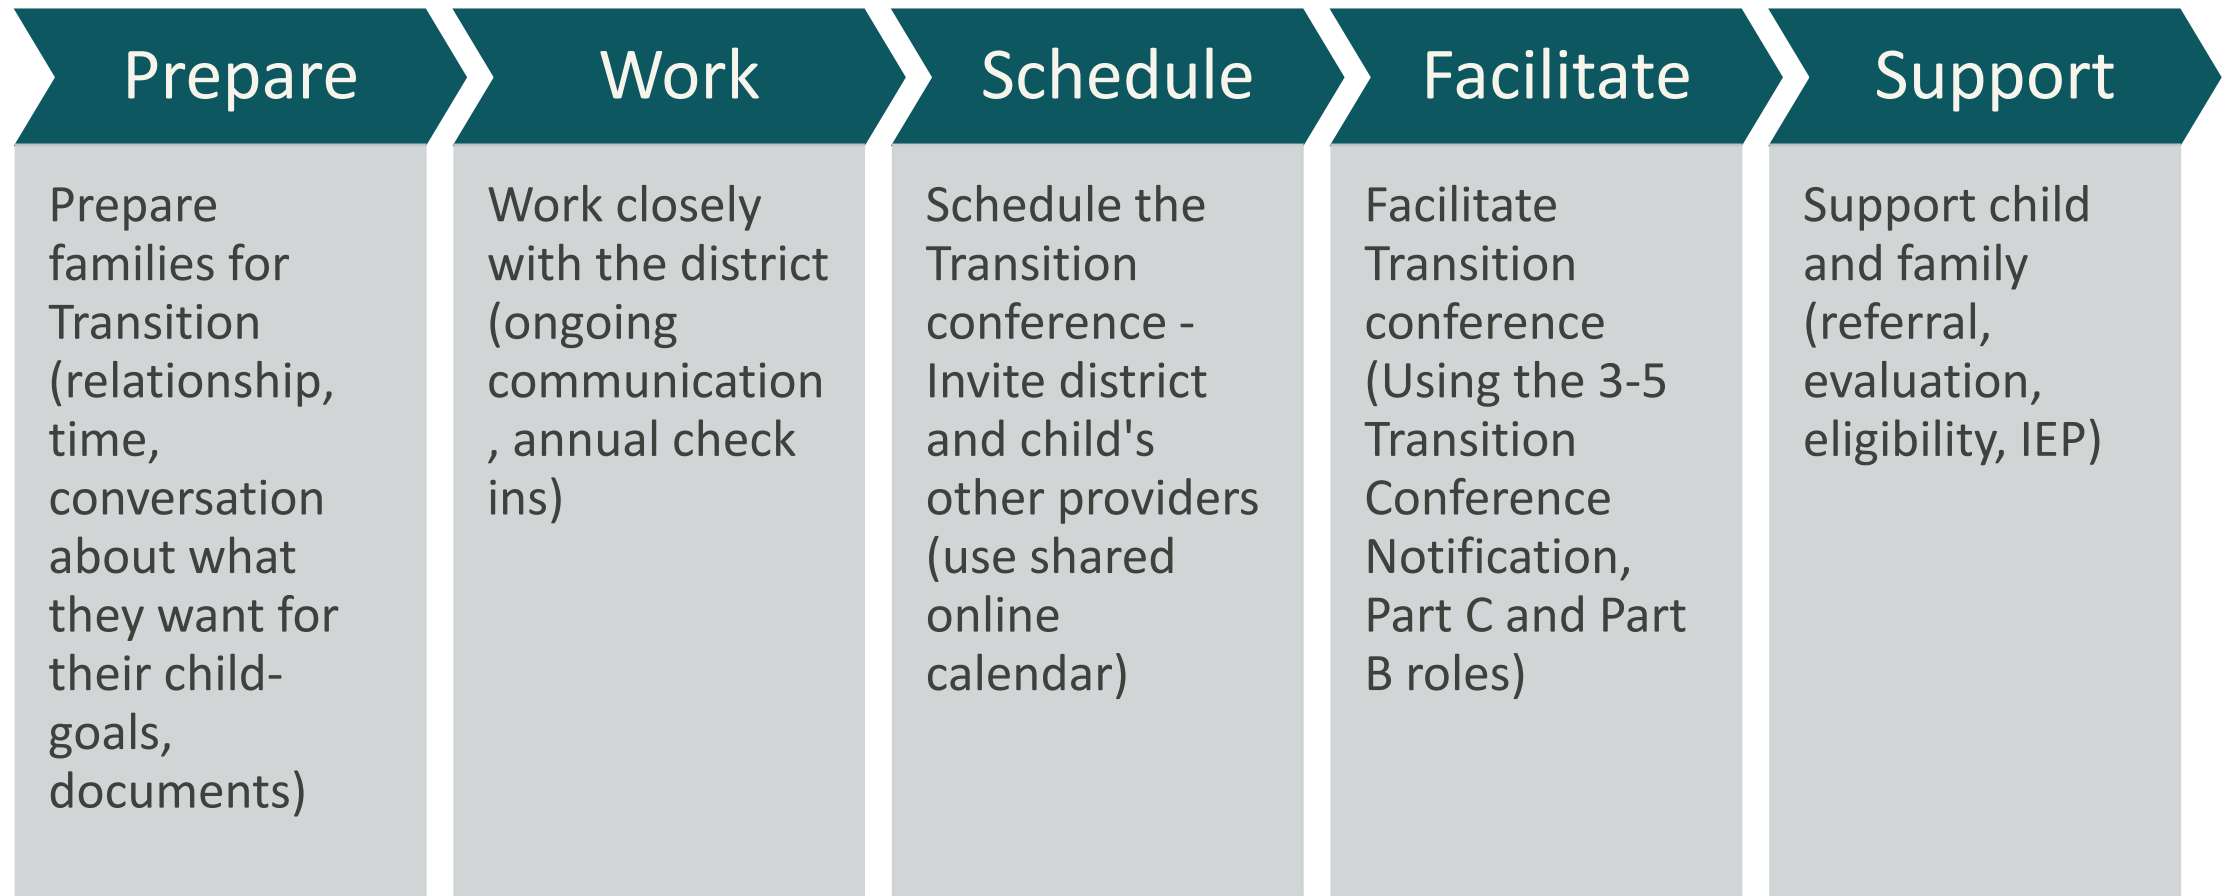 Prepare
Prepare
families for
Transition
(relationship,
time,
conversation
about what
they want for
their child-
goals,
documents)
Work
Work closely
with the district
(ongoing
communication
, annual check
ins)
Schedule
Schedule the
Transition
conference -
Invite district
and child's
other providers
(use shared
online
calendar)
Facilitate
Facilitate
Transition
conference
(Using the 3-5
Transition
Conference
Notification,
Part C and Part
B roles)
Support
Support child
and family
(referral,
evaluation,
eligibility, IEP)